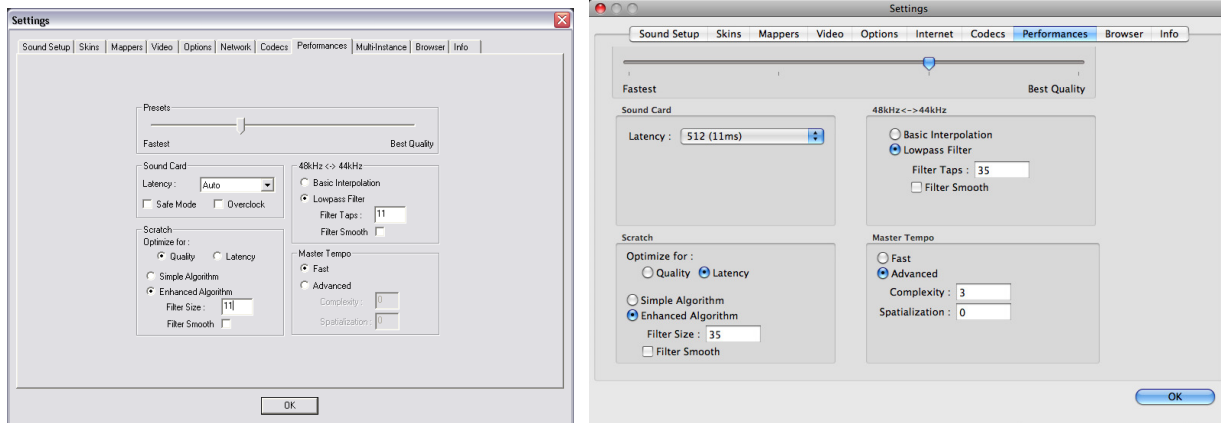 Settings
Sound Setup Skins Mappers Video Options Network Codecs Performances Multi-Instance Browser Info
Presets
Fastest Best Quality
Sound Card
Latency : Auto
Safe Mode Overclock
48kHz <-> 44kHz
Basic Interpolation
Lowpass Filter
Filter Taps : 11
Filter Smooth
Scratch
Optimize for :
Quality Latency
Simple Algorithm
Enhanced Algorithm
Filter Size : 11
Filter Smooth
Master Tempo
Fast
Advanced
Complexity : 0
Spatialization : 0
OK
Settings
Sound Setup Skins Mappers Video Options Internet Codecs Performances Browser Info
Fastest Best Quality
Sound Card
Latency : 512 (11ms)
48kHz<->44kHz
Basic Interpolation
Lowpass Filter
Filter Taps : 35
Filter Smooth
Scratch
Optimize for :
Quality Latency
Simple Algorithm
Enhanced Algorithm
Filter Size : 35
Filter Smooth
Master Tempo
Fast
Advanced
Complexity : 3
Spatialization : 0
OK